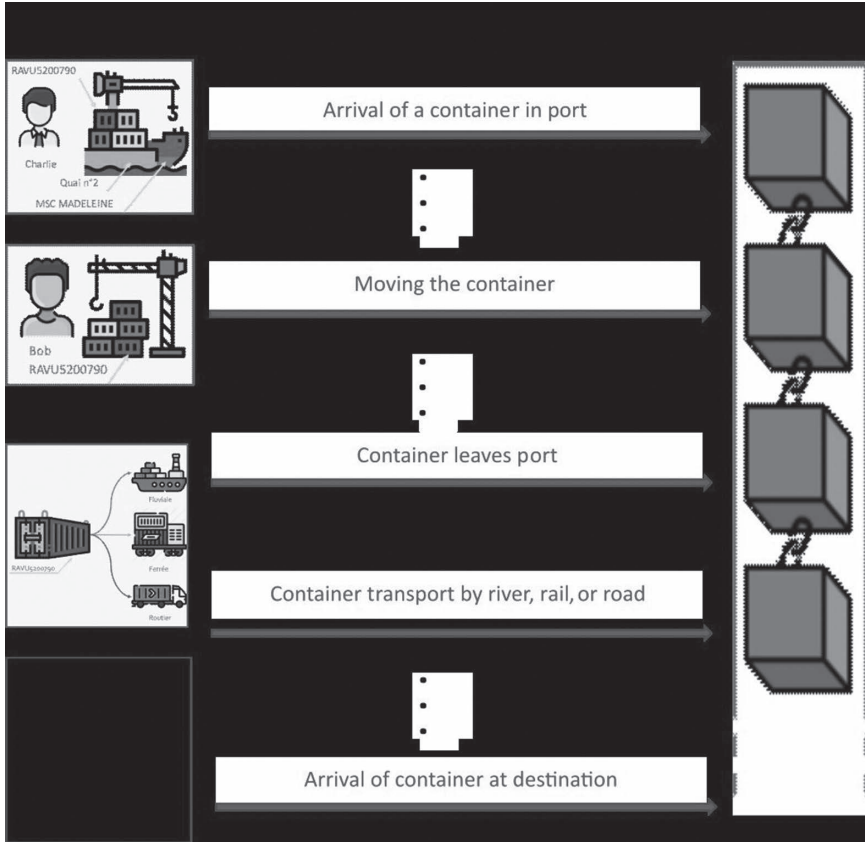 RAVU5200790
Charlie
Quai n°2
MSC MADELEINE
Arrival of a container in port
Bob
RAVU5200790
Moving the container
Container leaves port
Fluviale
RAVU5200790
Ferrée
Routier
Container transport by river, rail, or road
Arrival of container at destination